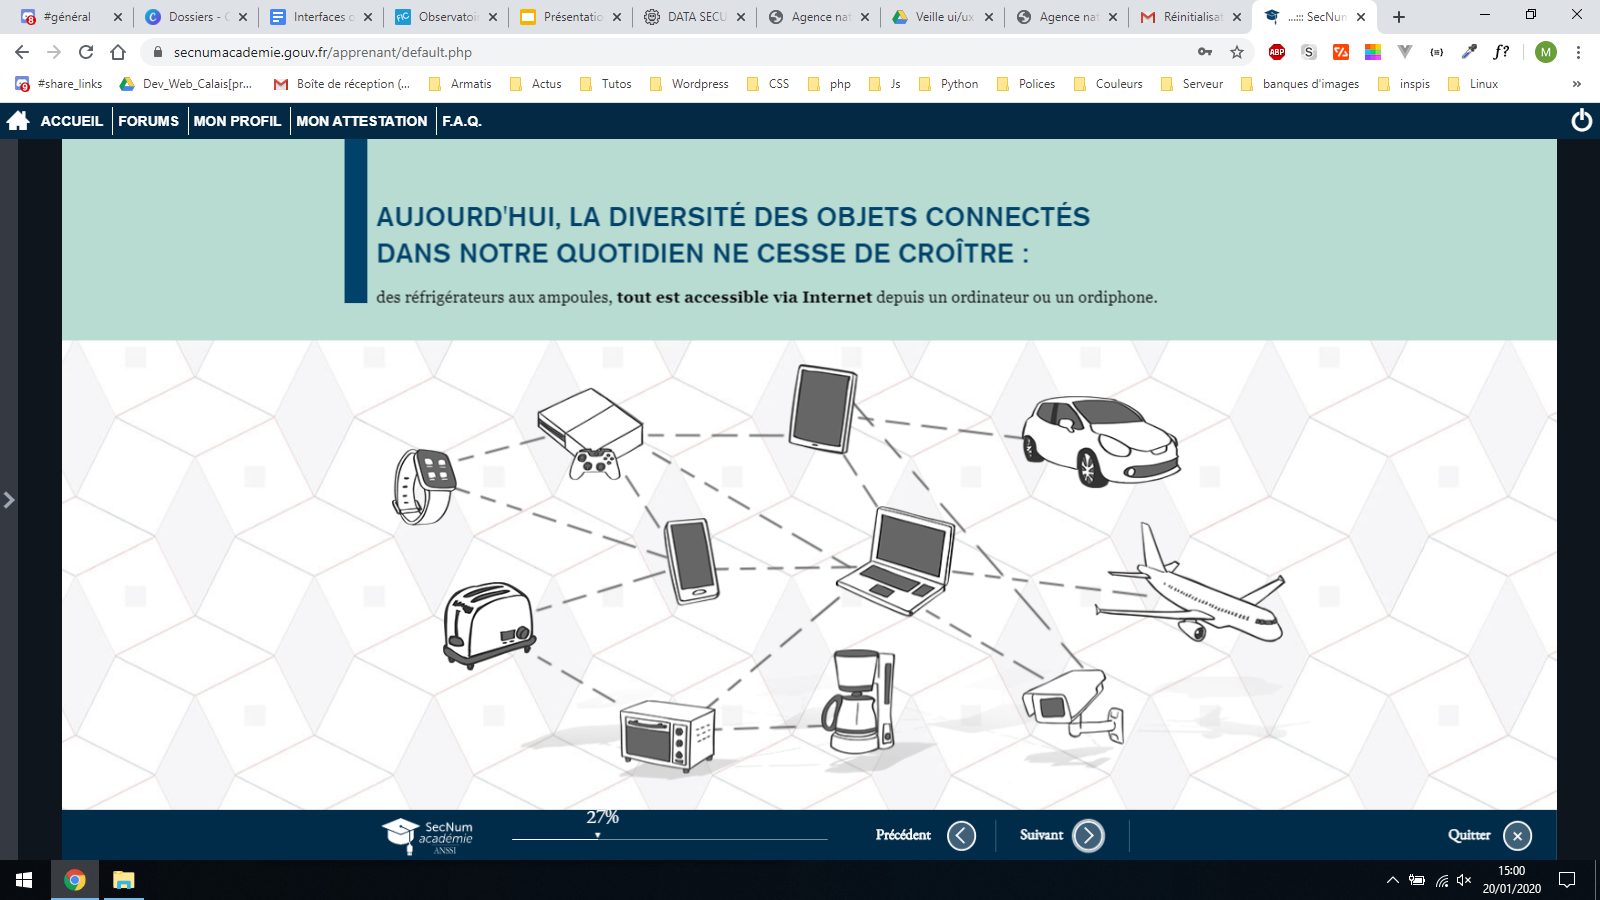 #général
Dossiers - C
Interfaces o
Observatoir
Présentatio
DATA SECU
Agence nat
Veille ui/ux
Agence nat
Réinitialisat
...::: SecNum
secnumacademie.gouv.fr/apprenant/default.php
#share_links
Dev_Web_Calais[pr...
Boîte de réception (...
Armatis
Actus
Tutos
Wordpress
CSS
php
Js
Python
Polices
Couleurs
Serveur
banques d'images
inspis
Linux
»
ACCUEIL
FORUMS
MON PROFIL
MON ATTESTATION
F.A.Q.
AUJOURD'HUI, LA DIVERSITÉ DES OBJETS CONNECTÉS
DANS NOTRE QUOTIDIEN NE CESSE DE CROÎTRE :
des réfrigérateurs aux ampoules, tout est accessible via Internet depuis un ordinateur ou un ordiphone.
SecNum
académie
ANSSI
27%
Précédent
Suivant
Quitter
15:00
20/01/2020